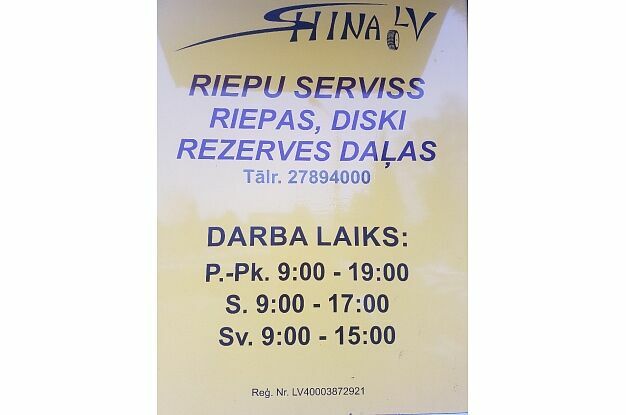 SHINA.LV
RIEPU SERVISS
RIEPAS, DISKI
REZERVES DAĻAS
Tālr. 27894000
DARBA LAIKS:
P.-Pk. 9:00 - 19:00
S. 9:00 - 17:00
Sv. 9:00 - 15:00
Reģ. Nr. LV40003872921